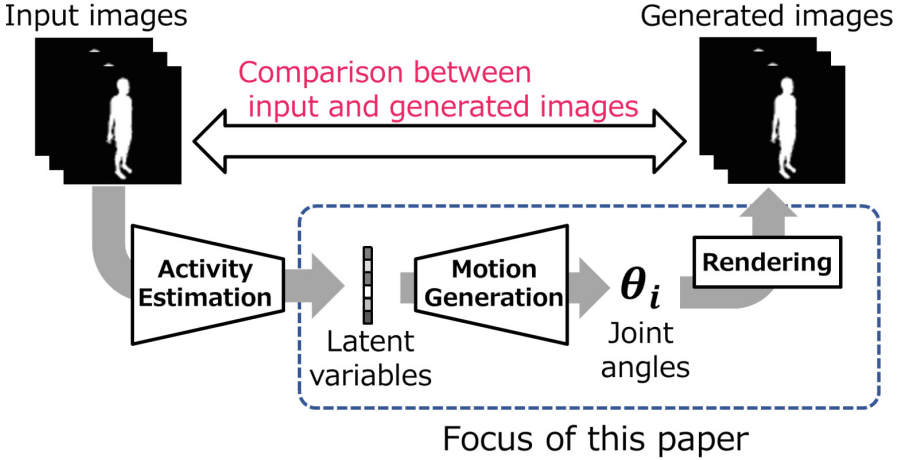 Input images
Generated images
Comparison between
input and generated images
Activity
Estimation
Latent
variables
Motion
Generation
θi
Joint
angles
Rendering
Focus of this paper